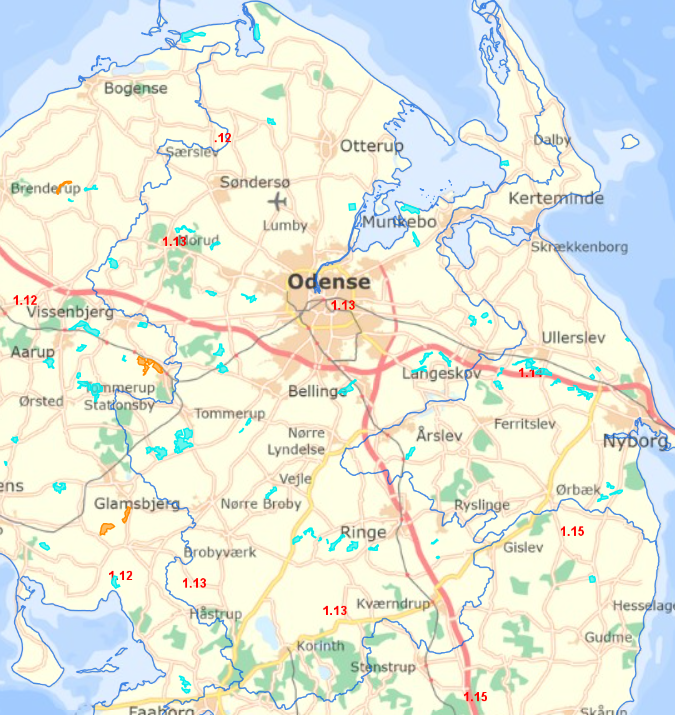 Bogense
.12
Særslev
Otterup
Dalby
Brenderup
Søndersø
Kerteminde
Lumby
Munkebo
1.13
Morud
Skrækkenborg
Odense
1.12
1.13
Vissenbjerg
Ullerslev
Aarup
Langeskov
1.14
Tommerup
Stationsby
Bellinge
Ørsted
Tommerup
Ferritslev
Nørre
Lyndelse
Årslev
Nyborg
Vejle
ens
Ørbæk
Glamsbjerg
Nørre Broby
Ryslinge
Ringe
1.15
Gislev
Brobyværk
1.12
1.13
Kværndrup
Hesselage
1.13
Håstrup
Gudme
Korinth
Stenstrup
1.15
Faaborg
Skårup